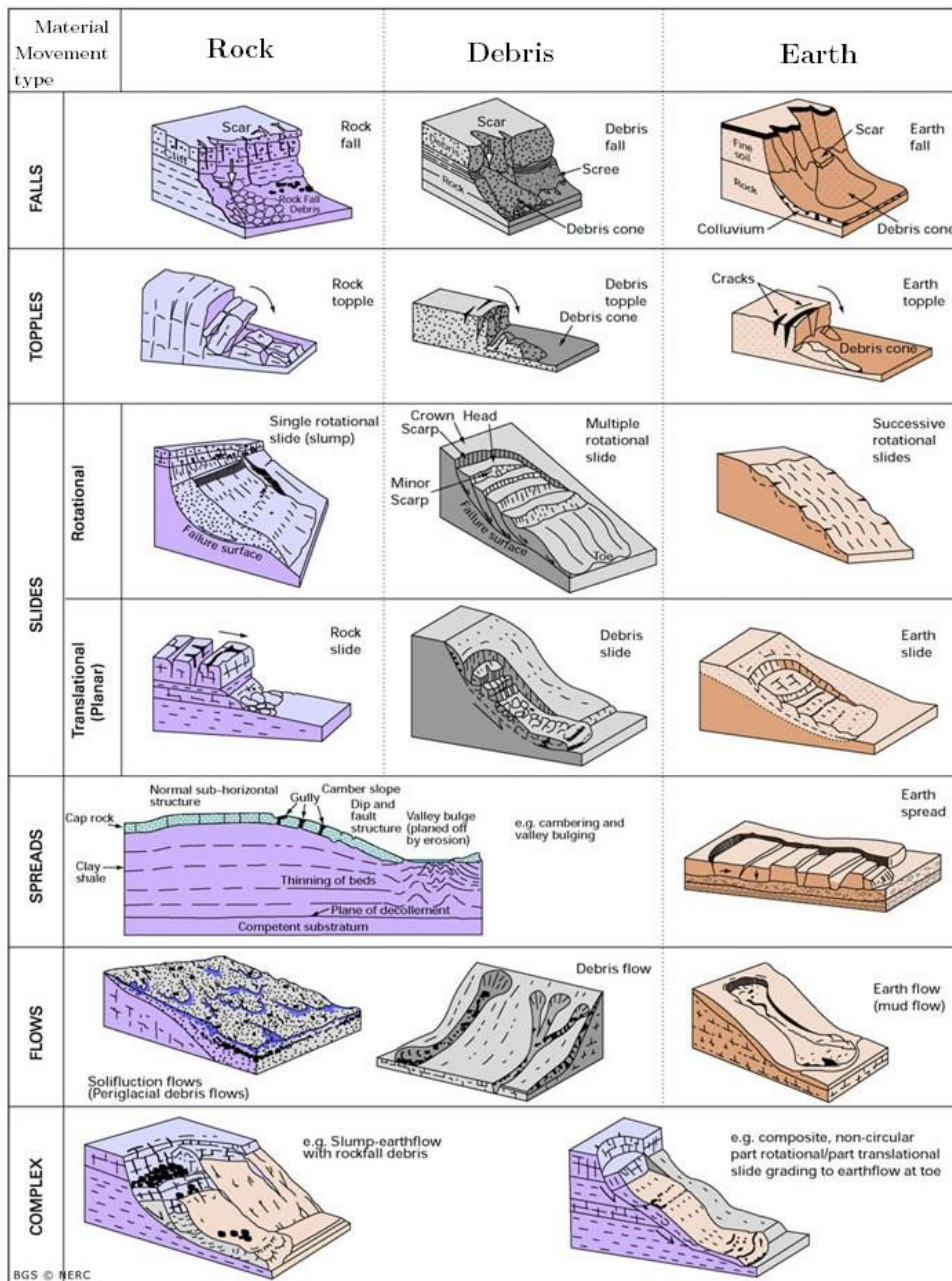 Material
Movement
type
Rock
Debris
Earth
FALLS
Scar
Rock
fall
Cliff
Rock Fall
Debris
Scar
Debris
fall
Debris
Scree
Rock
Debris cone
Scar
Earth
fall
Fine
soil
Rock
Colluvium
Debris cone
TOPPLES
Rock
topple
Debris
topple
Debris cone
Cracks
Earth
topple
Debris cone
SLIDES
Rotational
Single rotational
slide (slump)
Failure surface
Crown
Head
Scarp
Minor
Scarp
Failure surface
Toe
Multiple
rotational
slide
Successive
rotational
slides
Translational
(Planar)
Rock
slide
Debris
slide
Earth
slide
SPREADS
Normal sub-horizontal
structure
Cap rock
Gully
Camber slope
Dip and
fault
structure
Valley bulge
(planed off
by erosion)
Clay
shale
Thinning of beds
Plane of decollement
Competent substratum
e.g. cambering and
valley bulging
Earth
spread
FLOWS
Solifluction flows
(Periglacial debris flows)
Debris flow
Earth flow
(mud flow)
COMPLEX
e.g. Slump-earthflow
with rockfall debris
e.g. composite, non-circular
part rotational/part translational
slide grading to earthflow at toe
BGS © NERC